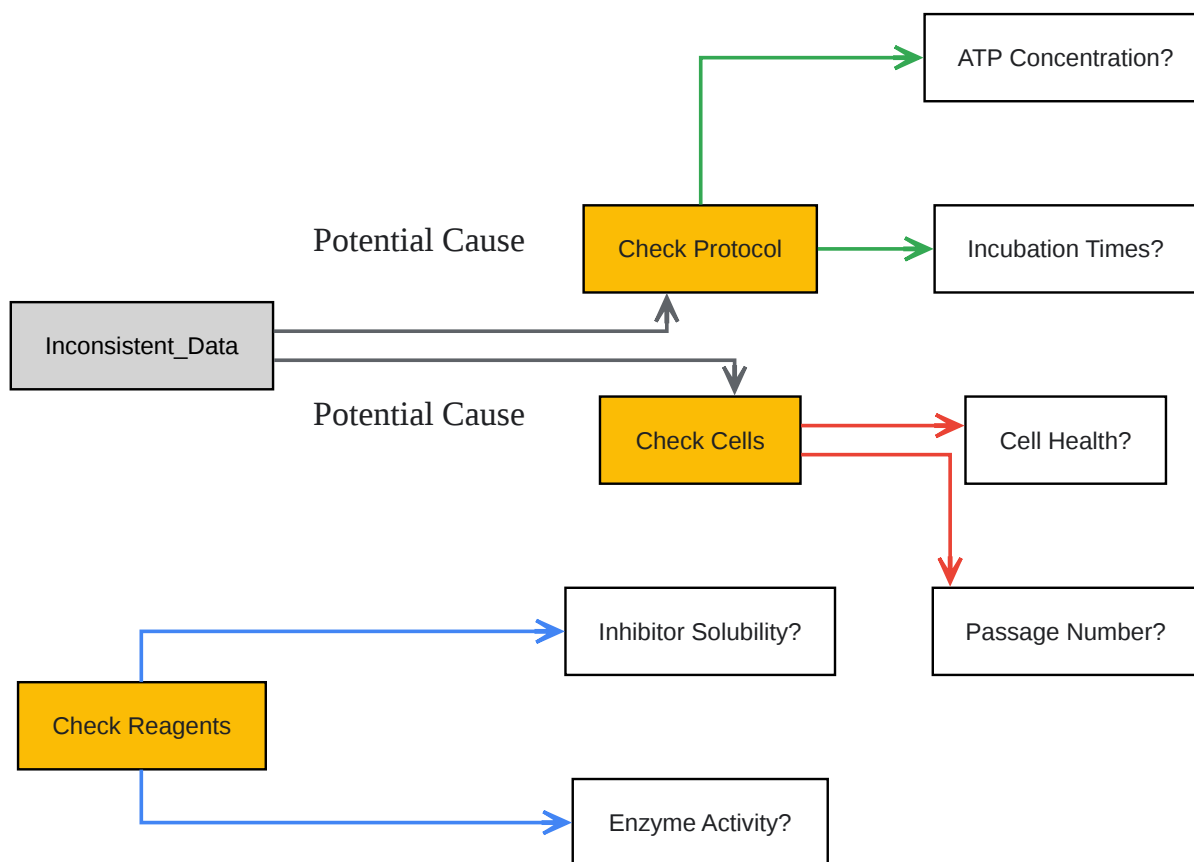 ATP Concentration?
Potential Cause
Check Protocol
Incubation Times?
Inconsistent_Data
Potential Cause
Check Cells
Cell Health?
Inhibitor Solubility?
Passage Number?
Check Reagents
Enzyme Activity?